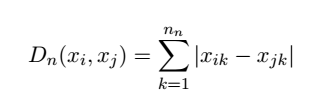 $D_n(x_i, x_j) = \sum_{k=1}^{n_n} |x_{ik} - x_{jk}|$